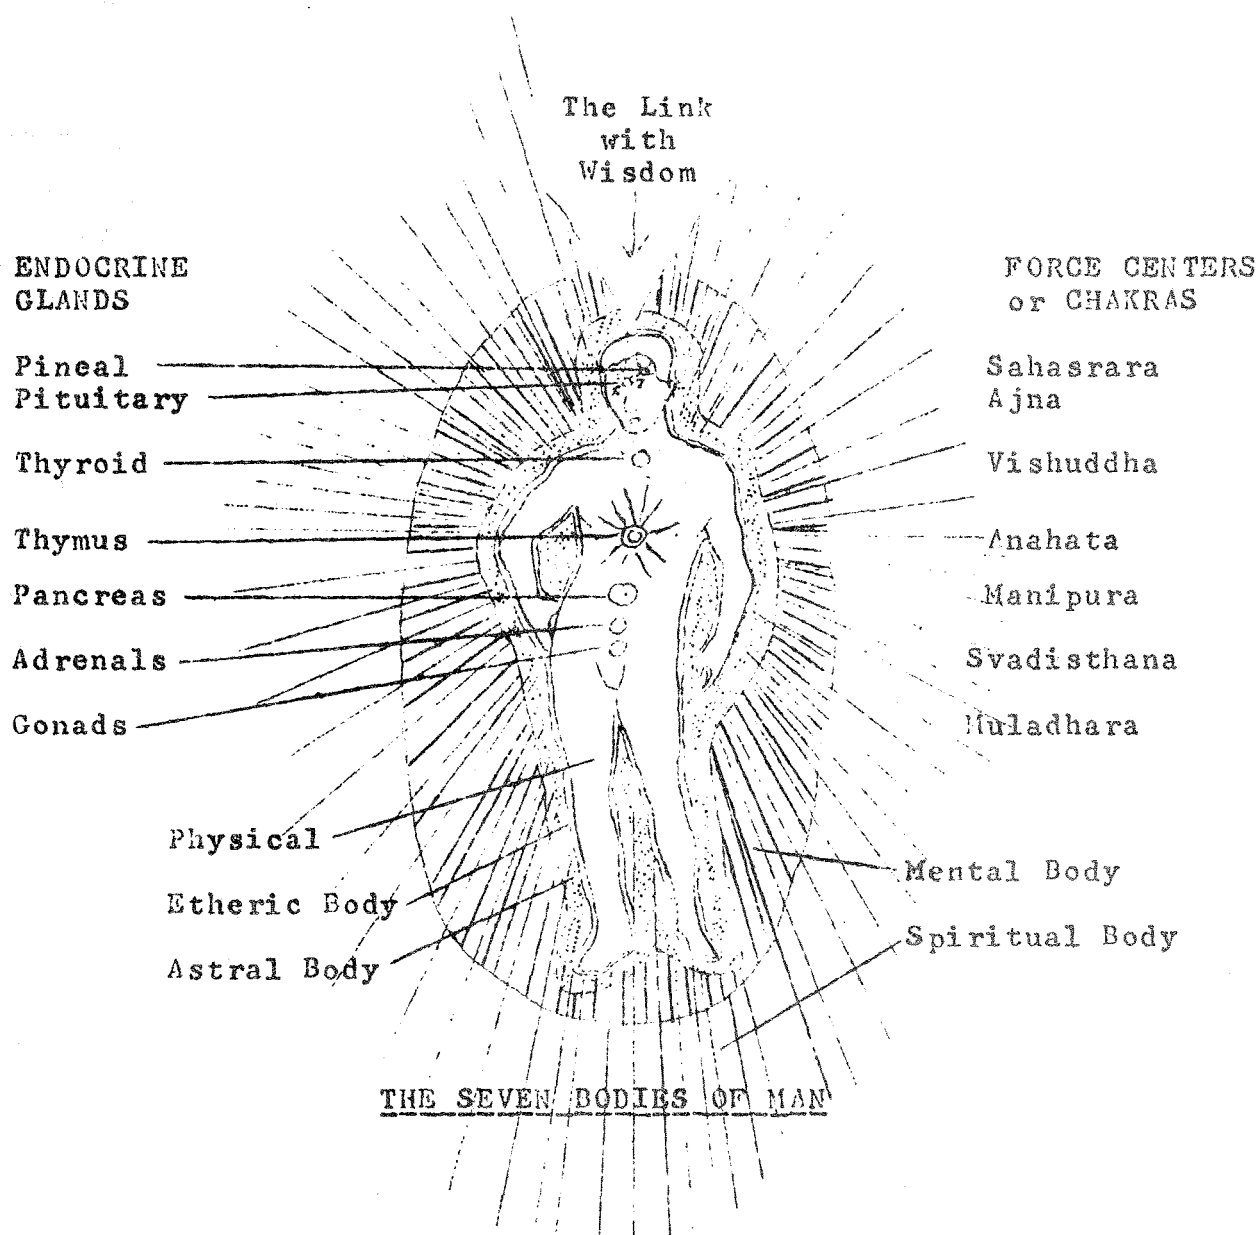 The Link
with
Wisdom
ENDOCRINE
GLANDS
Pineal
Pituitary
Thyroid
Thymus
Pancreas
Adrenals
Gonads
FORCE CENTERS
or CHAKRAS
Sahasrara
Ajna
Vishuddha
Anahata
Manipura
Svadisthana
Muladhara
Physical
Etheric Body
Astral Body
Mental Body
Spiritual Body
THE SEVEN BODIES OF MAN